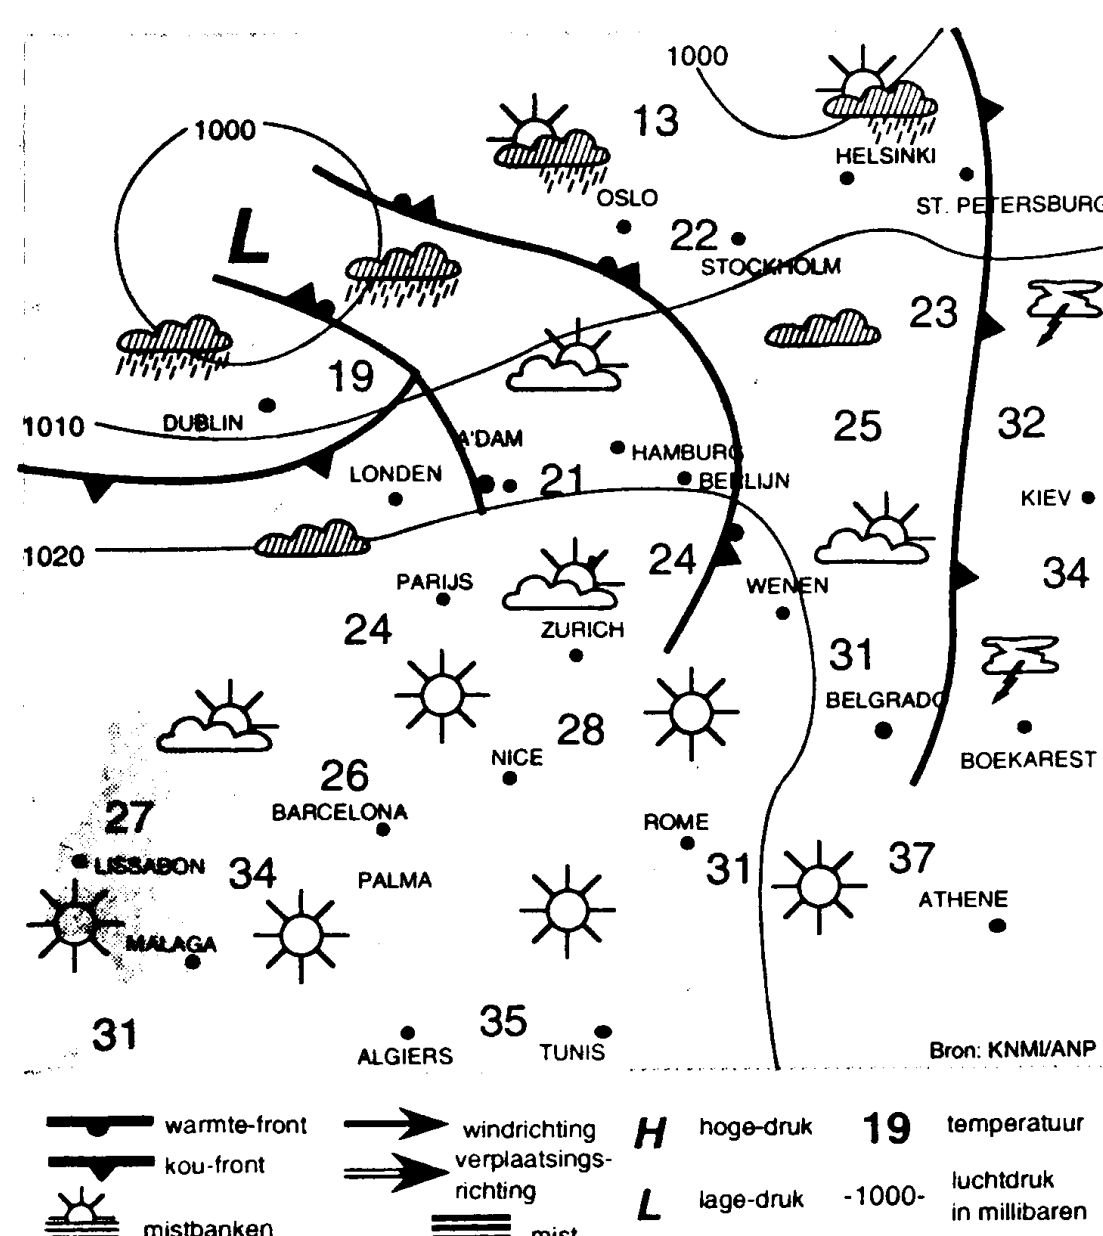 1000
1000
13
HELSINKI
OSLO
ST. PETERSBURG
L
22
STOCKHOLM
23
19
DUBLIN
1010
25
32
A'DAM
HAMBURG
LONDEN
21
BERLIJN
KIEV
1020
24
34
PARIJS
WENEN
24
ZURICH
31
BELGRADO
28
NICE
BOEKAREST
26
27
BARCELONA
ROME
LISSABON
34
PALMA
31
37
ATHENE
MALAGA
31
35
ALGIERS
TUNIS
Bron: KNMI/ANP
warmte-front
windrichting
H hoge-druk
19 temperatuur
kou-front
verplaatsings-
richting
L lage-druk
-1000- luchtdruk
in millibaren
mistbanken
mist